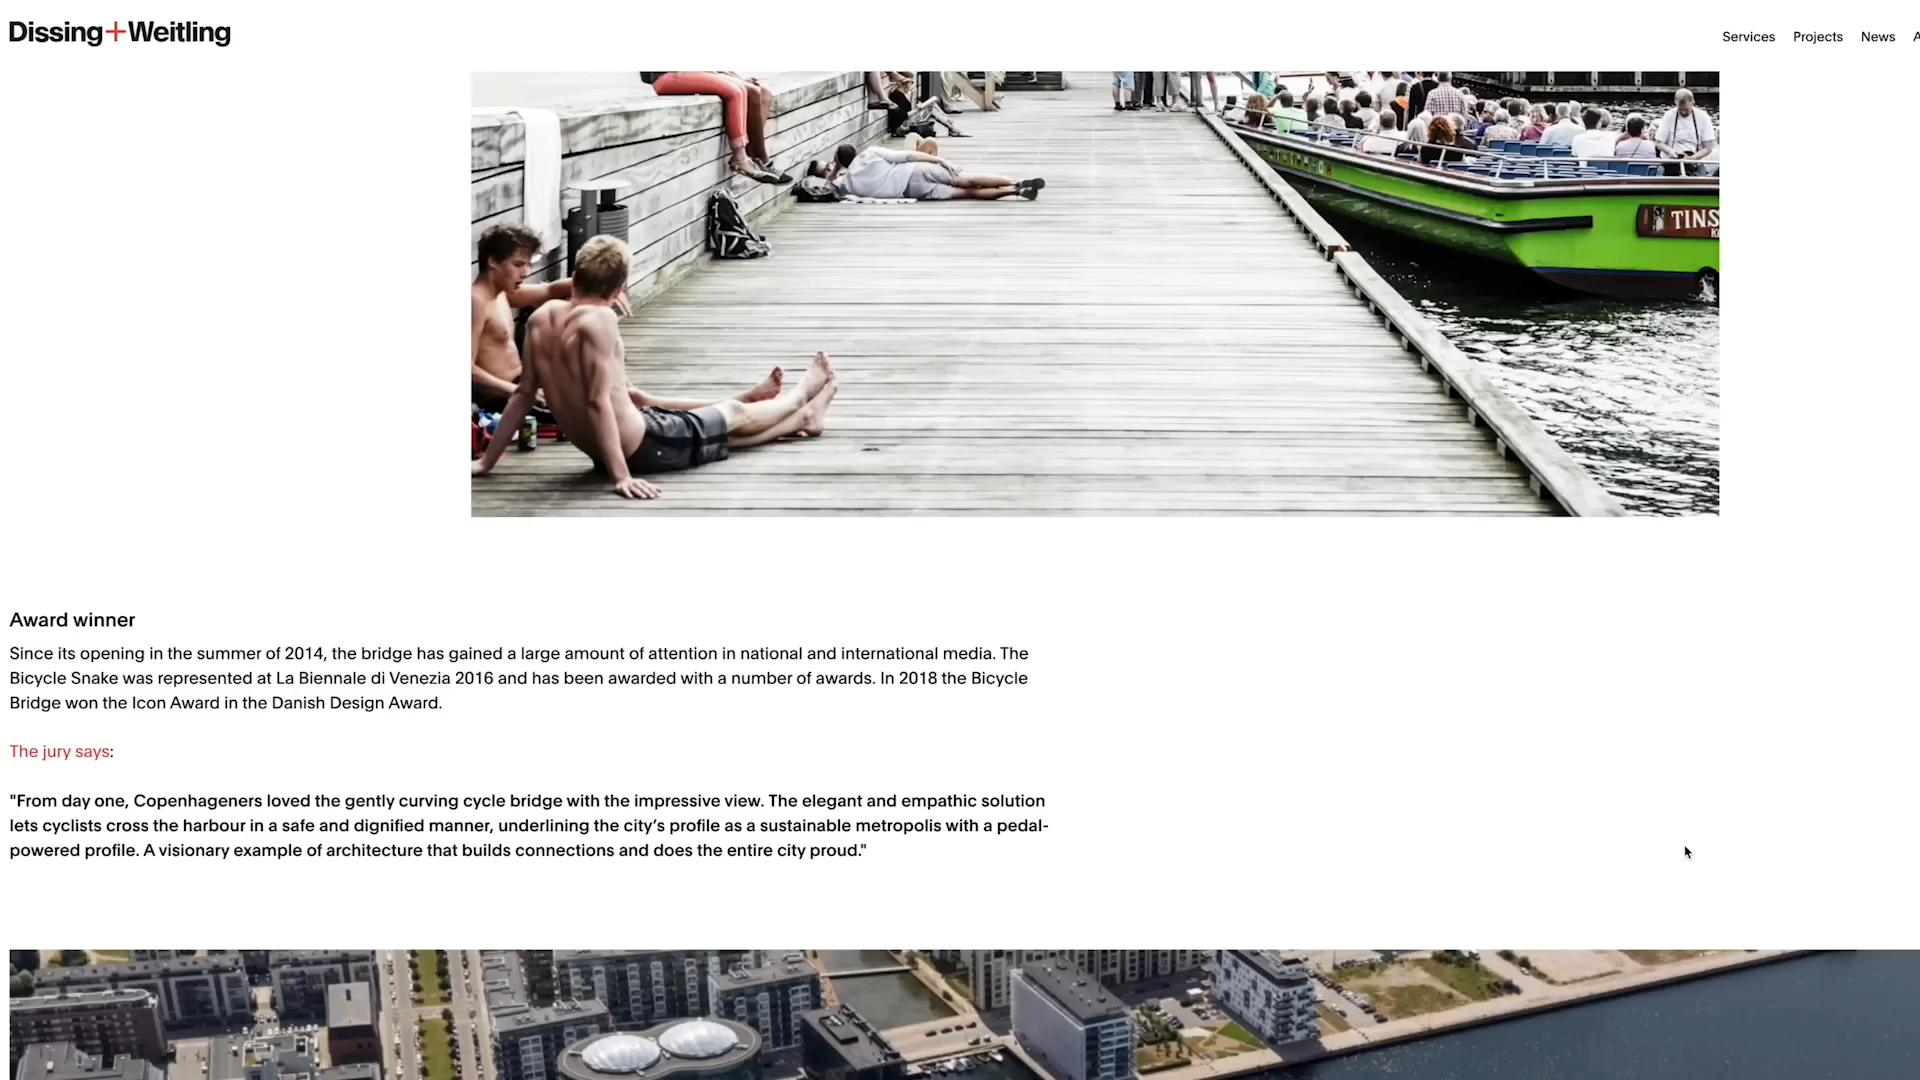 Dissing+Weitling
Services Projects News A
TINS
Award winner
Since its opening in the summer of 2014, the bridge has gained a large amount of attention in national and international media. The
Bicycle Snake was represented at La Biennale di Venezia 2016 and has been awarded with a number of awards. In 2018 the Bicycle
Bridge won the Icon Award in the Danish Design Award.
The jury says:
"From day one, Copenhageners loved the gently curving cycle bridge with the impressive view. The elegant and empathic solution
lets cyclists cross the harbour in a safe and dignified manner, underlining the city’s profile as a sustainable metropolis with a pedal-
powered profile. A visionary example of architecture that builds connections and does the entire city proud."